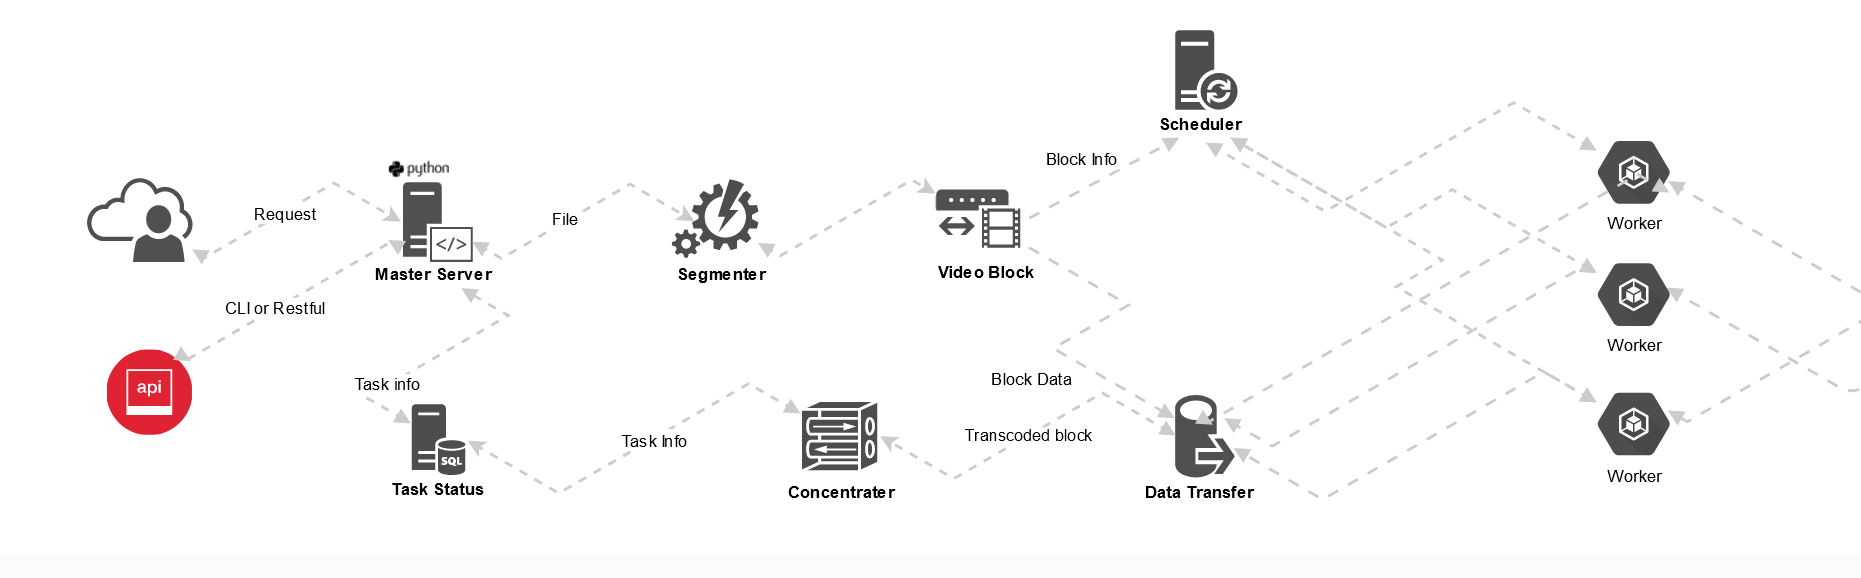 Scheduler
Block Info
python
Request
File
Worker
Master Server
Segmenter
Video Block
CLI or Restful
</>
Worker
api
Task info
Block Data
Task Info
Transcoded block
SQL
Worker
Task Status
Concentrater
Data Transfer